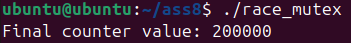 ubuntu@ubuntu:~/ass8$ ./race_mutex
Final counter value: 200000